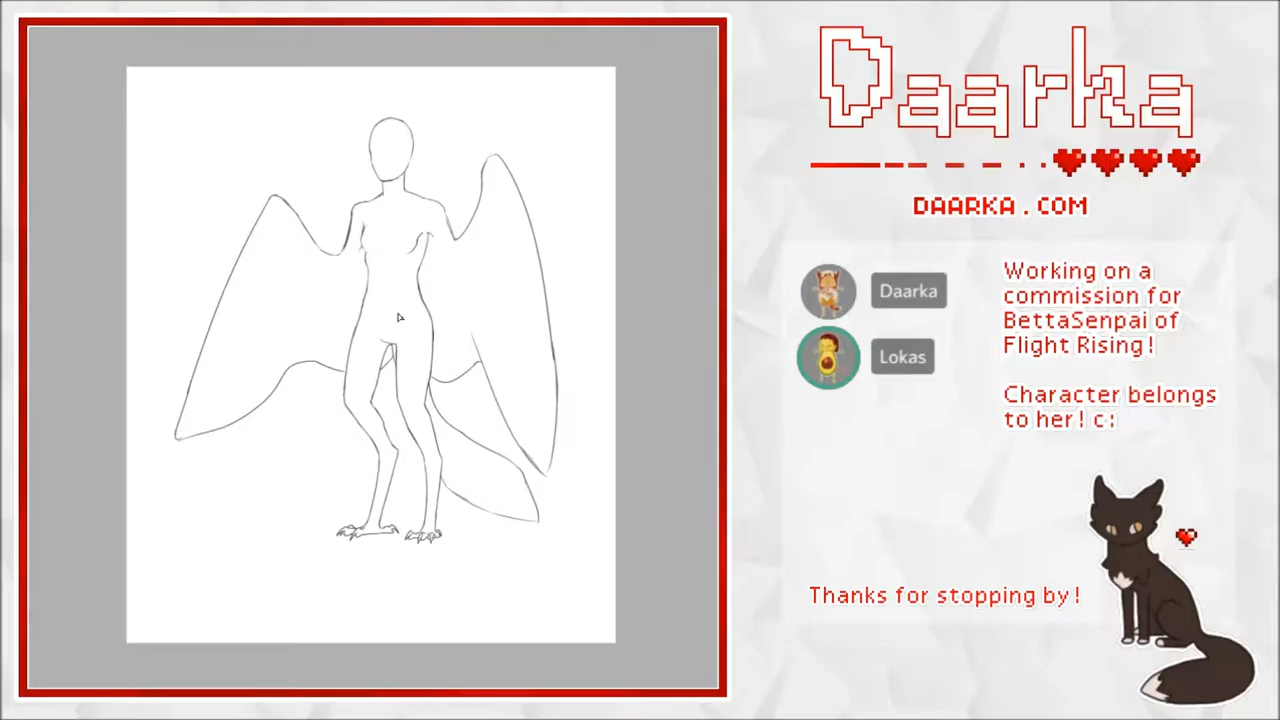 Daarka
DAARKA.COM
Daarka
Lokas
Working on a
commission for
BettaSenpai of
Flight Rising!
Character belongs
to her! c:
Thanks for stopping by!